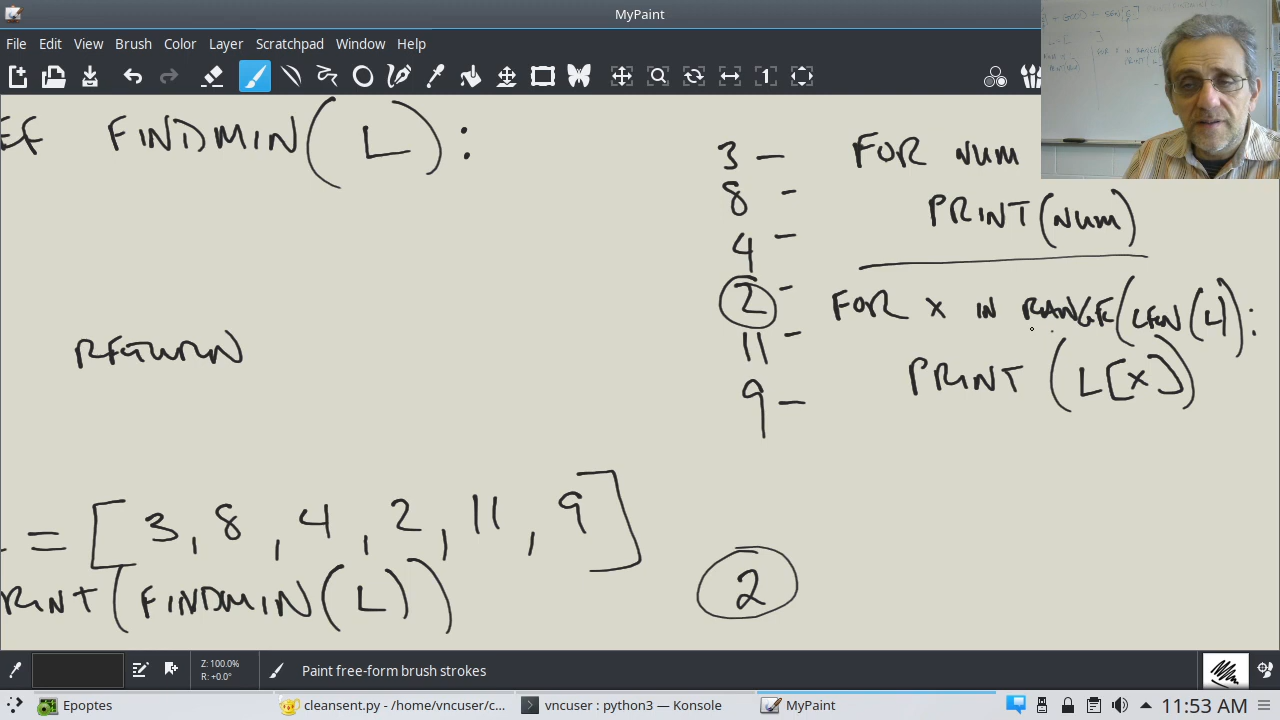 MyPaint
File Edit View Brush Color Layer Scratchpad Window Help
EF FINDMIN(L):
RETURN
= [3, 8, 4, 2, 11, 9]
RINT(FINDMIN(L))
3 —
8 -
4 -
2 -
11 -
9 —
2
FOR NUM
PRINT(NUM)
FOR X IN RANGE(LEN(L):
PRINT (L[X])
Z: 100.0%
R: +0.0°
Paint free-form brush strokes
Epoptes
cleansent.py - /home/vncuser/c...
vncuser : python3 — Konsole
MyPaint
11:53 AM